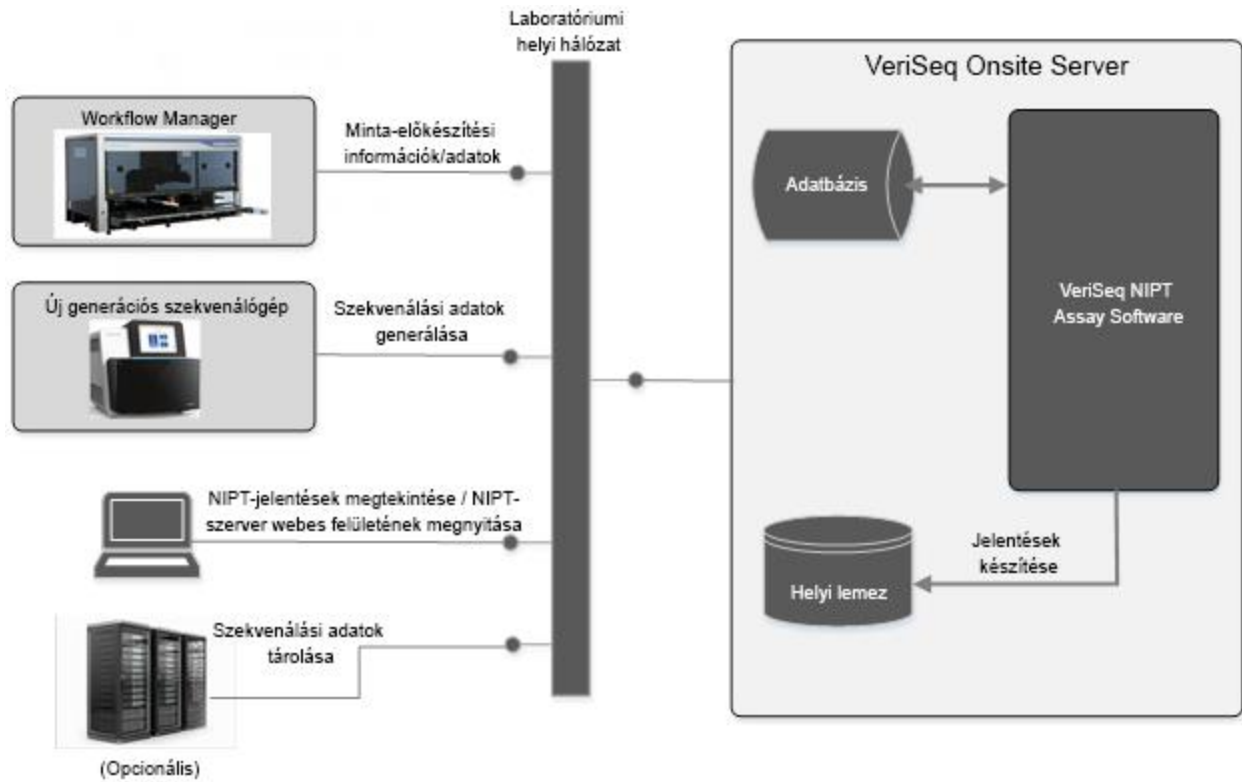 Laboratóriumi
helyi hálózat
VeriSeq Onsite Server
Workflow Manager
Minta-előkészítési
információk/adatok
Adatbázis
VeriSeq NIPT
Assay Software
Új generációs szekvenálógép
Szekvenálási adatok
generálása
NIPT-jelentések megtekintése / NIPT-
szerver webes felületének megnyitása
Jelentések
készítése
Helyi lemez
Szekvenálási adatok
tárolása
(Opcionális)